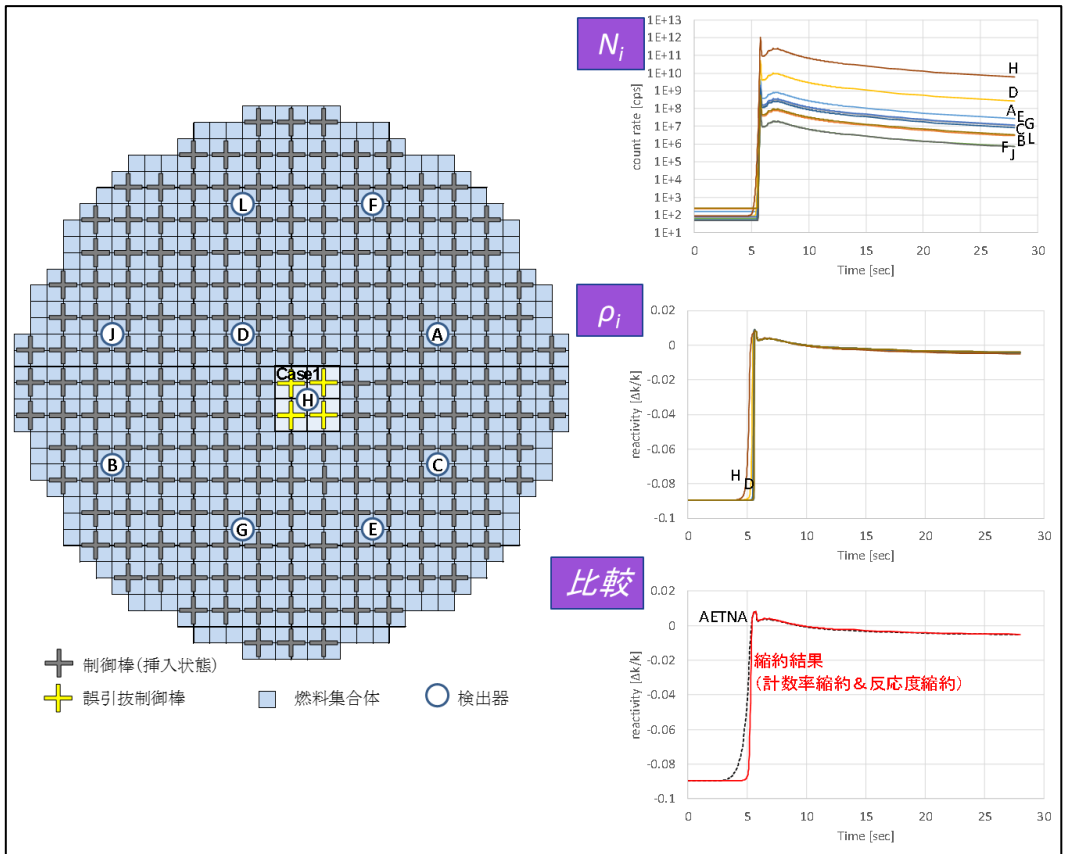 L
F
J
D
A
Case1
H
B
C
G
E
制御棒(挿入状態)
誤引抜制御棒
燃料集合体
検出器
Nᵢ
1E+13
1E+12
1E+11
1E+10
1E+9
1E+8
1E+7
1E+6
1E+5
1E+4
1E+3
1E+2
1E+1
count rate [cps]
H
D
A
E
G
C
B
L
F
J
0 5 10 15 20 25 30
Time [sec]
ρᵢ
0.02
0
-0.02
-0.04
-0.06
-0.08
-0.1
reactivity [Δk/k]
H
D
0 5 10 15 20 25 30
Time [sec]
比較
0.02
0
-0.02
-0.04
-0.06
-0.08
-0.1
reactivity [Δk/k]
AETNA
縮約結果
(計数率縮約&反応度縮約)
0 5 10 15 20 25 30
Time [sec]